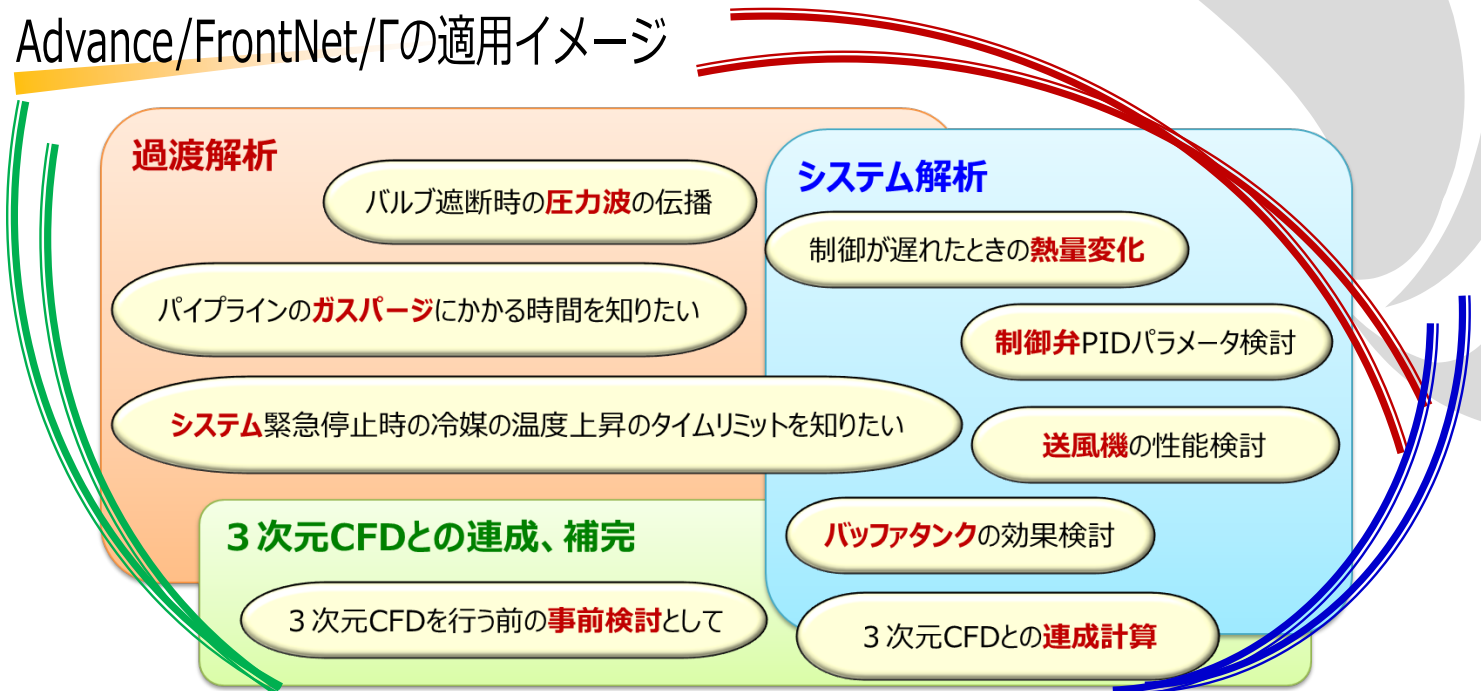 Advance/FrontNet/Γの適用イメージ
過渡解析
バルブ遮断時の圧力波の伝播
パイプラインのガスパージにかかる時間を知りたい
システム緊急停止時の冷媒の温度上昇のタイムリミットを知りたい
システム解析
制御が遅れたときの熱量変化
制御弁PIDパラメータ検討
送風機の性能検討
バッファタンクの効果検討
３次元CFDとの連成、補完
３次元CFDを行う前の事前検討として
３次元CFDとの連成計算